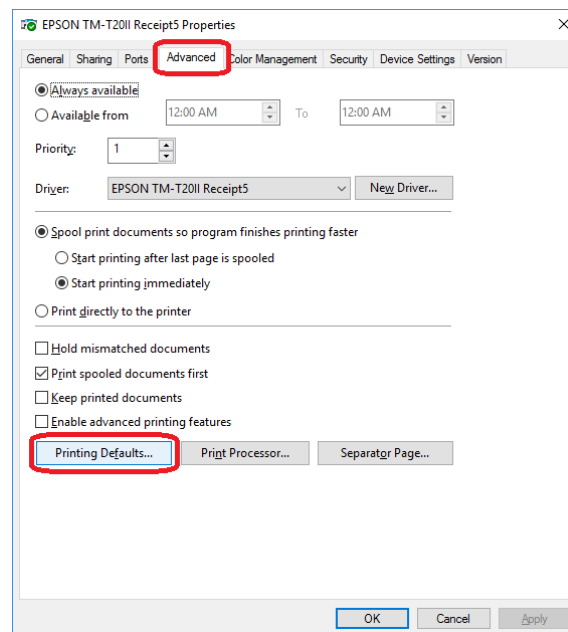 EPSON TM-T20II Receipt5 Properties
General Sharing Ports Advanced Color Management Security Device Settings Version
Always available
Available from 12:00 AM To 12:00 AM
Priority: 1
Driver: EPSON TM-T20II Receipt5 New Driver...
Spool print documents so program finishes printing faster
Start printing after last page is spooled
Start printing immediately
Print directly to the printer
Hold mismatched documents
Print spooled documents first
Keep printed documents
Enable advanced printing features
Printing Defaults... Print Processor... Separator Page...
OK Cancel Apply